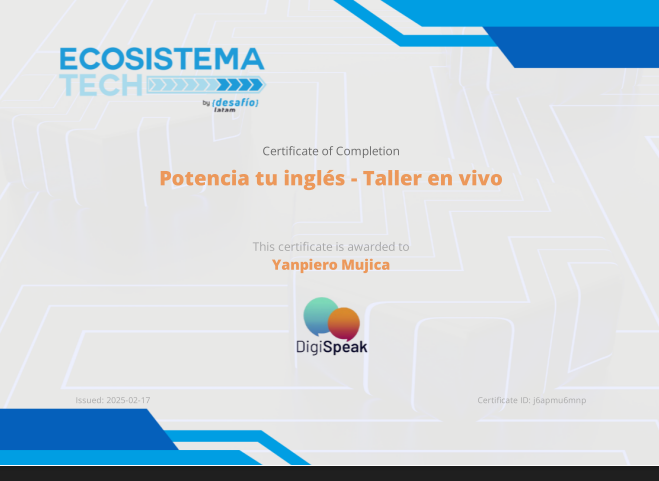 ECOSISTEMA
TECH
by {desafío}
latam
Certificate of Completion
Potencia tu inglés - Taller en vivo
This certificate is awarded to
Yanpiero Mujica
DigiSpeak
Issued: 2025-02-17
Certificate ID: j6apmu6mnp